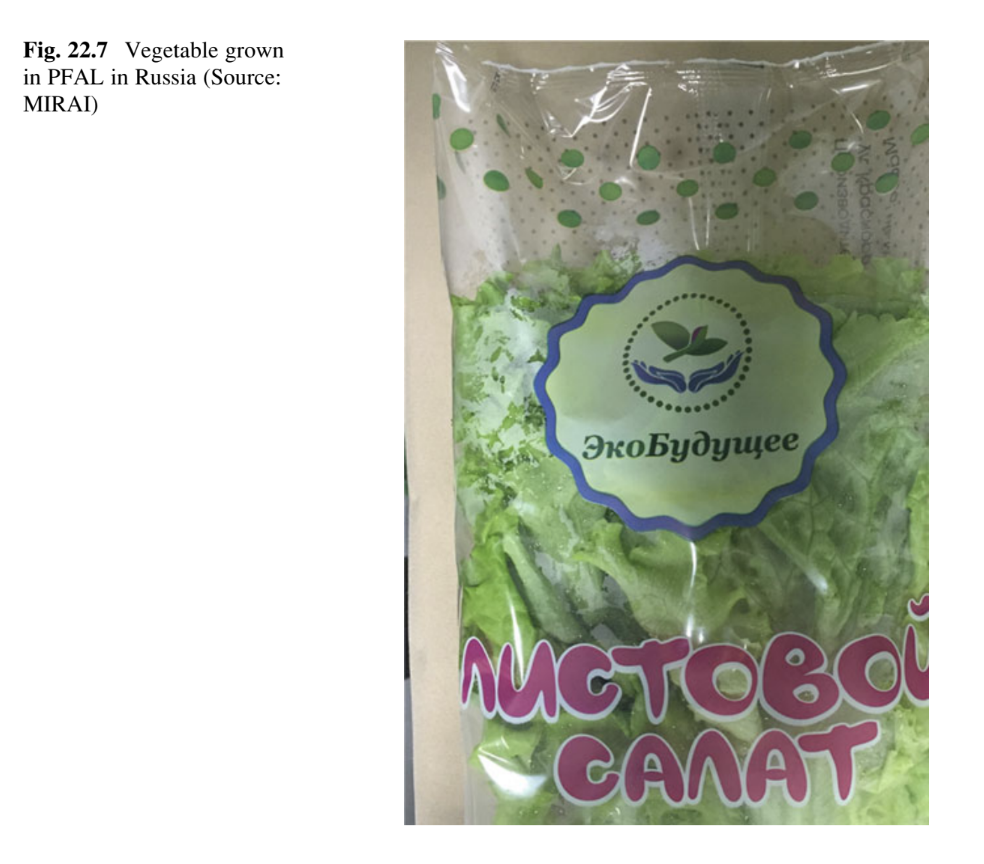 Fig. 22.7 Vegetable grown
in PFAL in Russia (Source:
MIRAI)
ЭкоБудущее
ЛИСТОВОЙ
САЛАТ